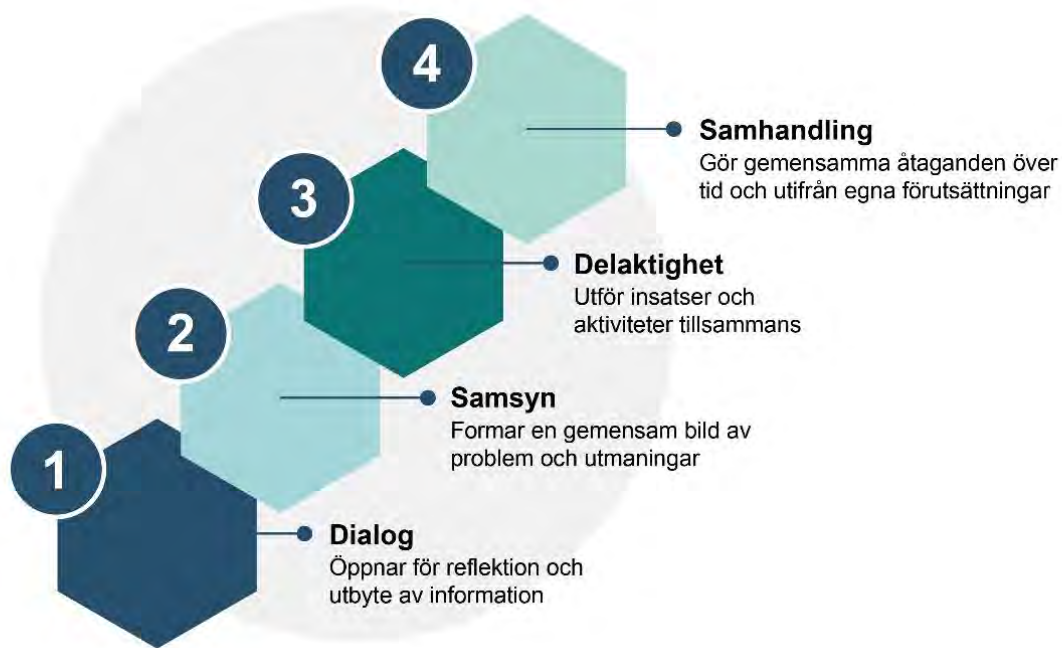 4
Samhandling
Gör gemensamma åtaganden över
tid och utifrån egna förutsättningar
3
Delaktighet
Utför insatser och
aktiviteter tillsammans
2
Samsyn
Formar en gemensam bild av
problem och utmaningar
1
Dialog
Öppnar för reflektion och
utbyte av information